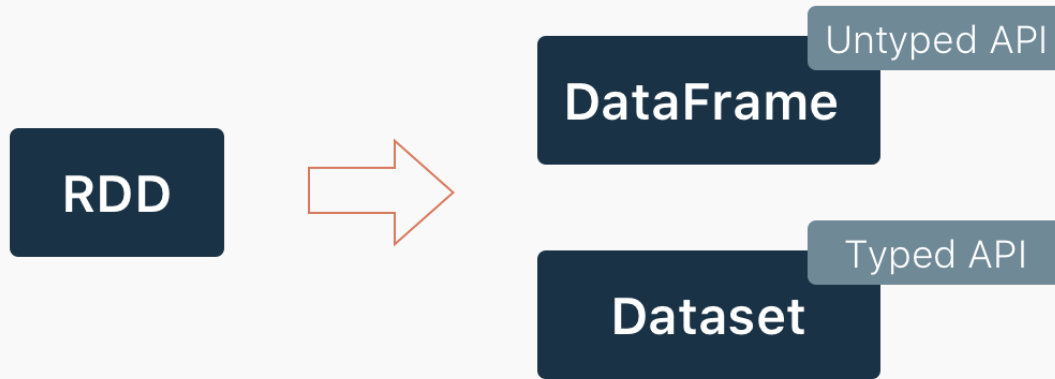 Untyped API
DataFrame
RDD
Typed API
Dataset